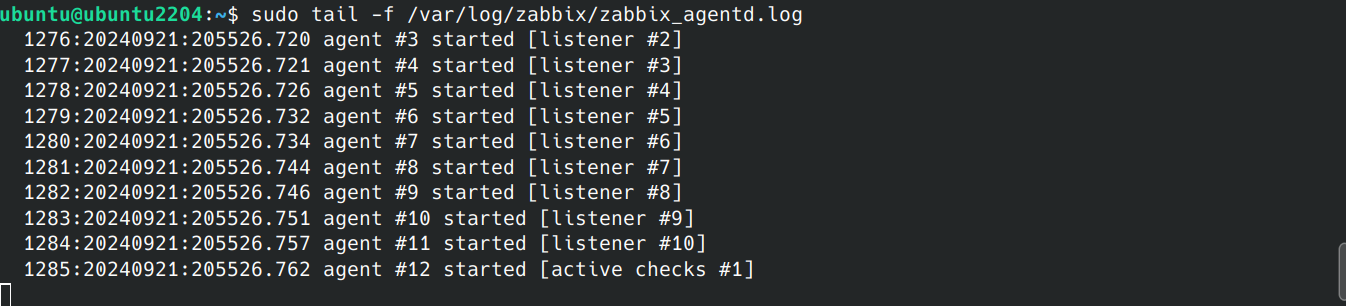 ubuntu@ubuntu2204:~$ sudo tail -f /var/log/zabbix/zabbix_agentd.log
1276:20240921:205526.720 agent #3 started [listener #2]
1277:20240921:205526.721 agent #4 started [listener #3]
1278:20240921:205526.726 agent #5 started [listener #4]
1279:20240921:205526.732 agent #6 started [listener #5]
1280:20240921:205526.734 agent #7 started [listener #6]
1281:20240921:205526.744 agent #8 started [listener #7]
1282:20240921:205526.746 agent #9 started [listener #8]
1283:20240921:205526.751 agent #10 started [listener #9]
1284:20240921:205526.757 agent #11 started [listener #10]
1285:20240921:205526.762 agent #12 started [active checks #1]